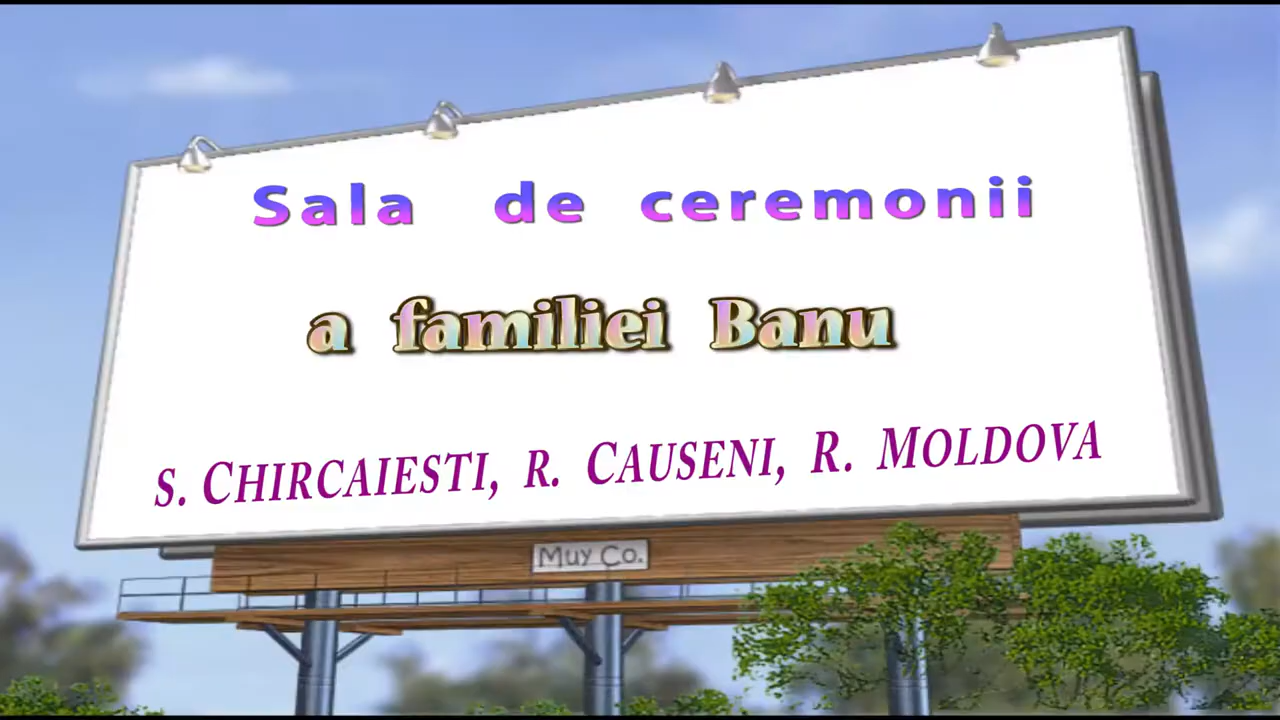 Sala de ceremonii
a familiei Banu
S. CHIRCAIESTI, R. CAUSENI, R. MOLDOVA
MUY CO.